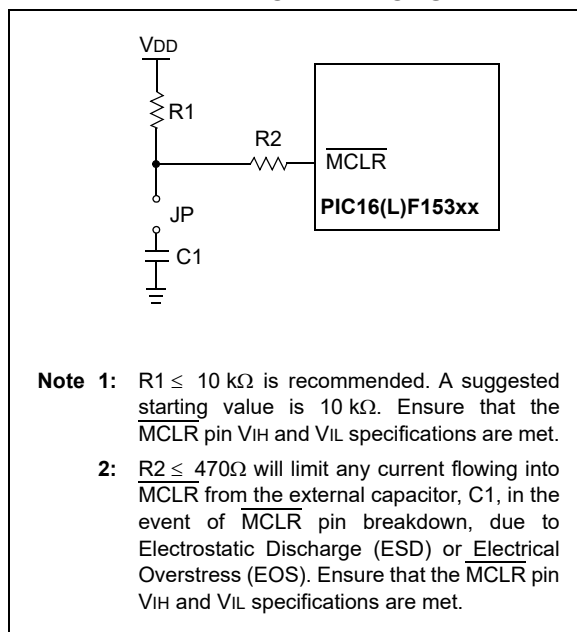 VDD
R1
R2
MCLR
PIC16(L)F153xx
JP
C1
Note 1: R1 ≤ 10 kΩ is recommended. A suggested
starting value is 10 kΩ. Ensure that the
MCLR pin VIH and VIL specifications are met.
2: R2 ≤ 470Ω will limit any current flowing into
MCLR from the external capacitor, C1, in the
event of MCLR pin breakdown, due to
Electrostatic Discharge (ESD) or Electrical
Overstress (EOS). Ensure that the MCLR pin
VIH and VIL specifications are met.